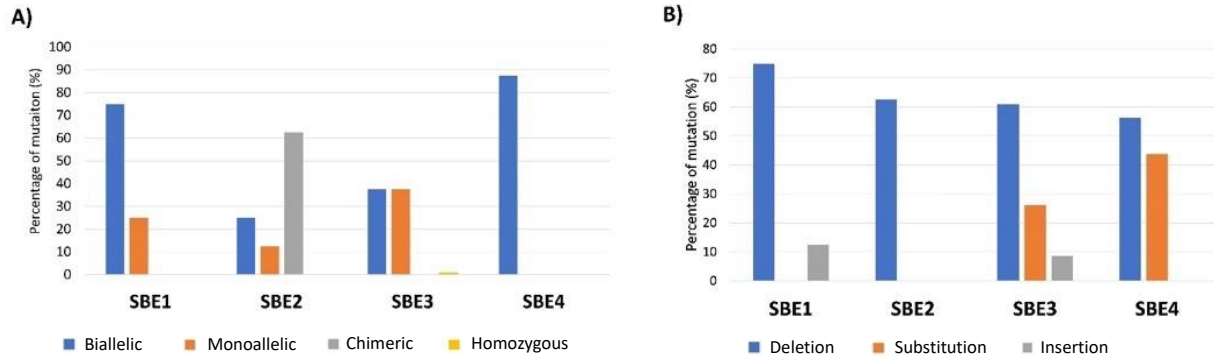 A)
Percentage of mutaiton (%)
100
90
80
70
60
50
40
30
20
10
0
SBE1 SBE2 SBE3 SBE4
Biallelic Monoallelic Chimeric Homozygous
B)
Percentage of mutation (%)
80
70
60
50
40
30
20
10
0
SBE1 SBE2 SBE3 SBE4
Deletion Substitution Insertion